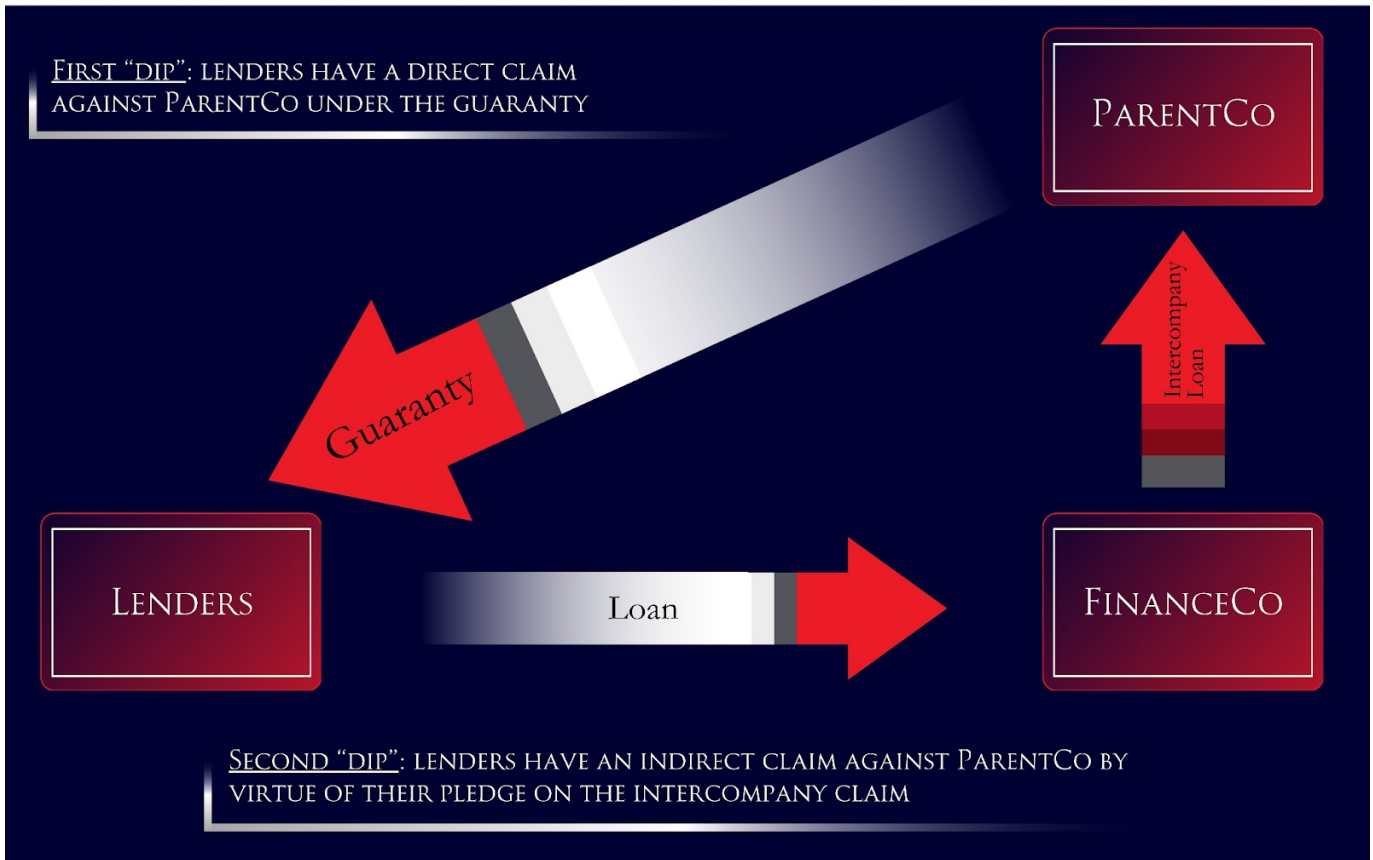 First “dip”: lenders have a direct claim
against ParentCo under the guaranty
ParentCo
Intercompany
Loan
Guaranty
Lenders
Loan
FinanceCo
Second “dip”: lenders have an indirect claim against ParentCo by
virtue of their pledge on the intercompany claim